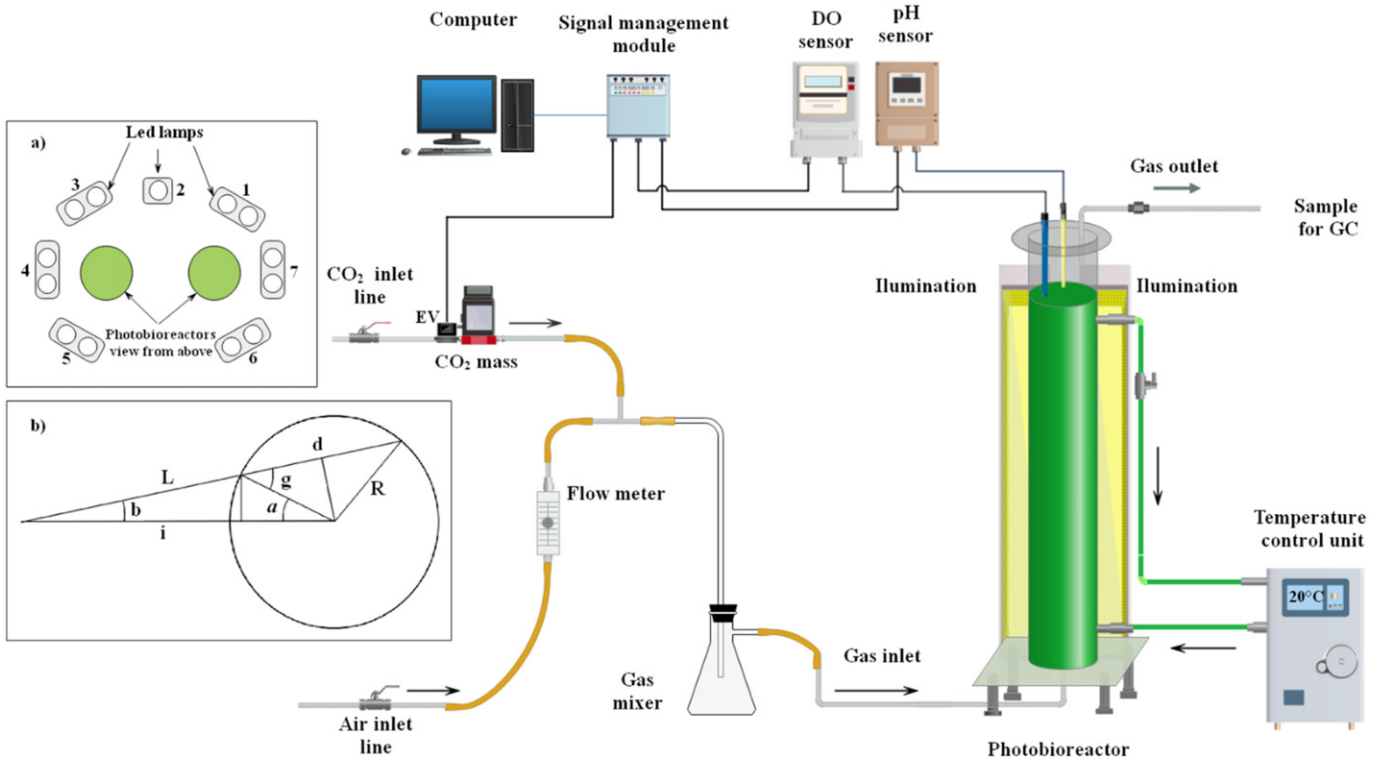 Computer
Signal management
module
DO
sensor
pH
sensor
a)
Led lamps
3
2
1
4
7
Photobioreactors
view from above
5
6
CO₂ inlet
line
EV
CO₂ mass
Gas outlet
Sample
for GC
Ilumination
Ilumination
b)
L
d
g
R
b
a
i
Flow meter
Temperature
control unit
20°C
Gas
mixer
Gas inlet
Air inlet
line
Photobioreactor